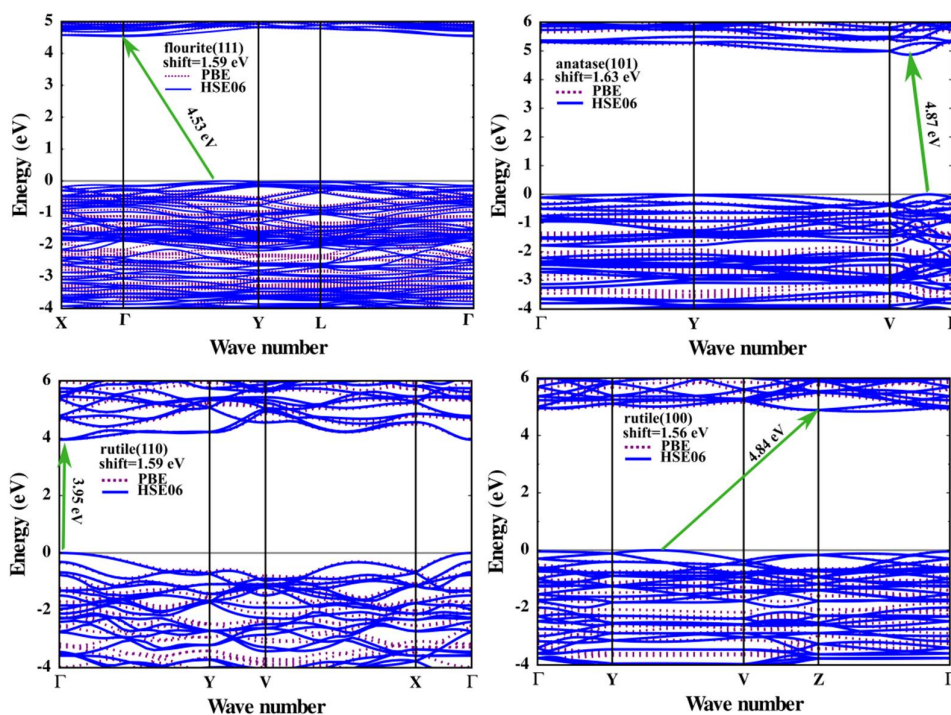 5
4
3
2
1
0
-1
-2
-3
-4
Energy (eV)
flourite(111)
shift=1.59 eV
PBE
HSE06
4.53 eV
X Γ Y L Γ
Wave number
6
5
4
3
2
1
0
-1
-2
-3
-4
Energy (eV)
anatase(101)
shift=1.63 eV
PBE
HSE06
4.87 eV
Γ Y V
Wave number
6
4
2
0
-2
-4
Energy (eV)
rutile(110)
shift=1.59 eV
PBE
HSE06
3.95 eV
Γ Y V X Γ
Wave number
6
4
2
0
-2
-4
Energy (eV)
rutile(100)
shift=1.56 eV
PBE
HSE06
4.84 eV
Γ Y V Z
Wave number